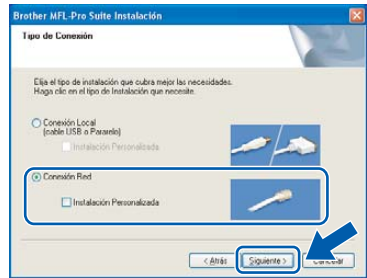 Brother MFL-Pro Suite Instalación
Tipo de Conexión
Elija el tipo de instalación que cubra mejor las necesidades.
Haga clic en el tipo de Instalación que necesite.
Conexión Local
(cable USB o Pararelo)
Instalación Personalizada
Conexión Red
Instalación Personalizada
< Atrás
Siguiente >
Cancelar